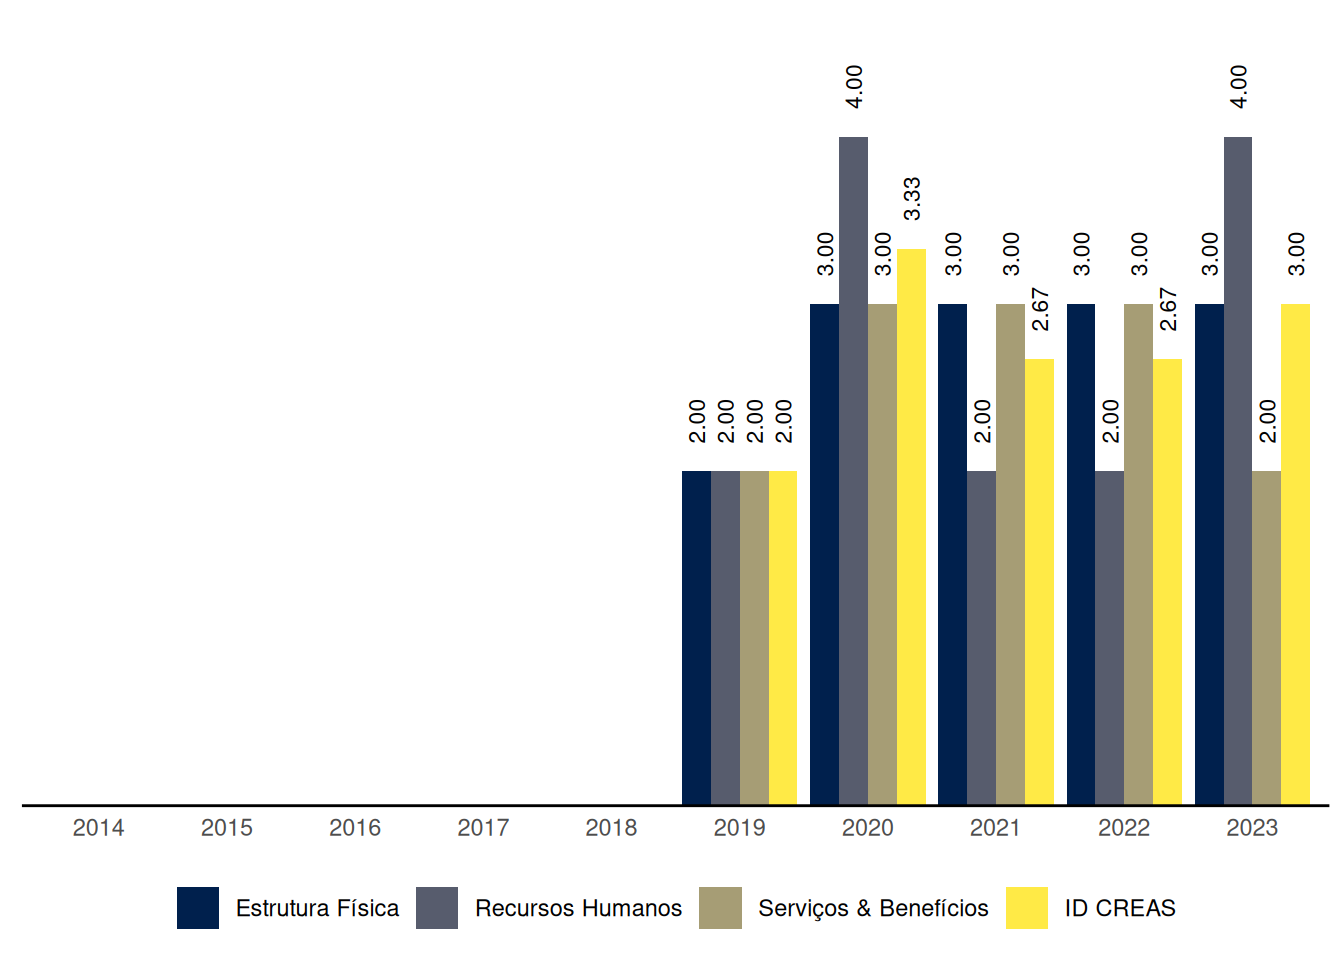 4.00 4.00
3.33
3.00 3.00 3.00 3.00 3.00 3.00 3.00 3.00
2.67 2.67
2.00 2.00 2.00 2.00 2.00 2.00 2.00
2014 2015 2016 2017 2018 2019 2020 2021 2022 2023
Estrutura Física Recursos Humanos Serviços & Benefícios ID CREAS